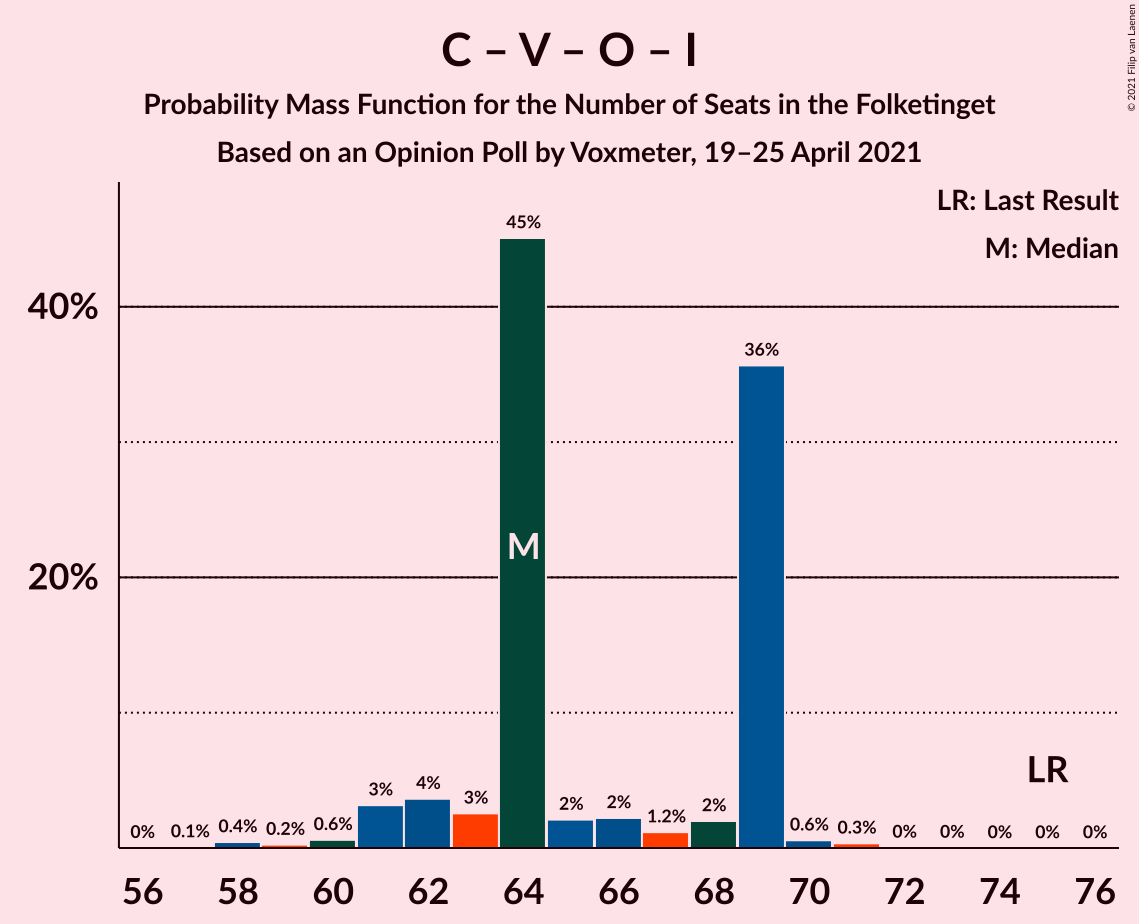 C – V – O – I
Probability Mass Function for the Number of Seats in the Folketinget
Based on an Opinion Poll by Voxmeter, 19–25 April 2021
© 2021 Filip van Laenen
LR: Last Result
M: Median
45%
40%
36%
M
20%
LR
0% 0.1% 0.4% 0.2% 0.6% 3% 4% 3% 2% 2% 1.2% 2% 0.6% 0.3% 0% 0% 0% 0% 0%
56 58 60 62 64 66 68 70 72 74 76